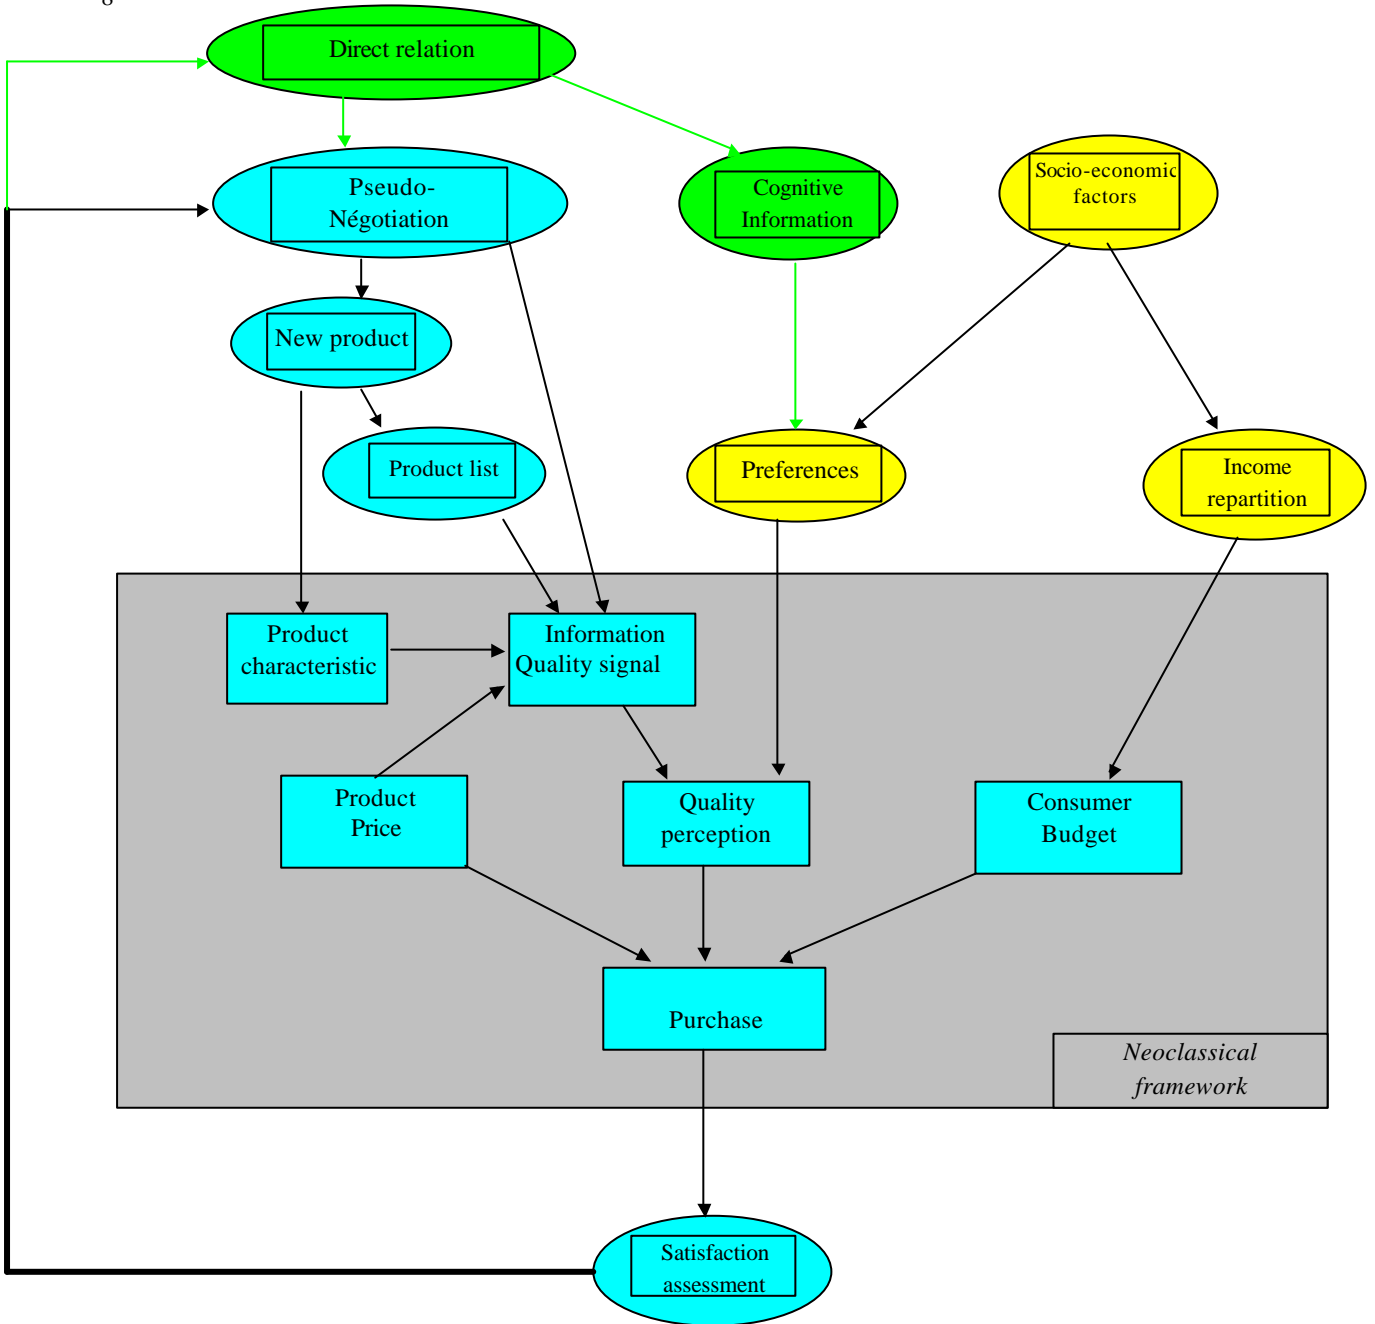 Direct relation
Pseudo-
Négotiation
Cognitive
Information
Socio-economic
factors
New product
Product list
Preferences
Income
repartition
Product
characteristic
Information
Quality signal
Product
Price
Quality
perception
Consumer
Budget
Purchase
Neoclassical
framework
Satisfaction
assessment